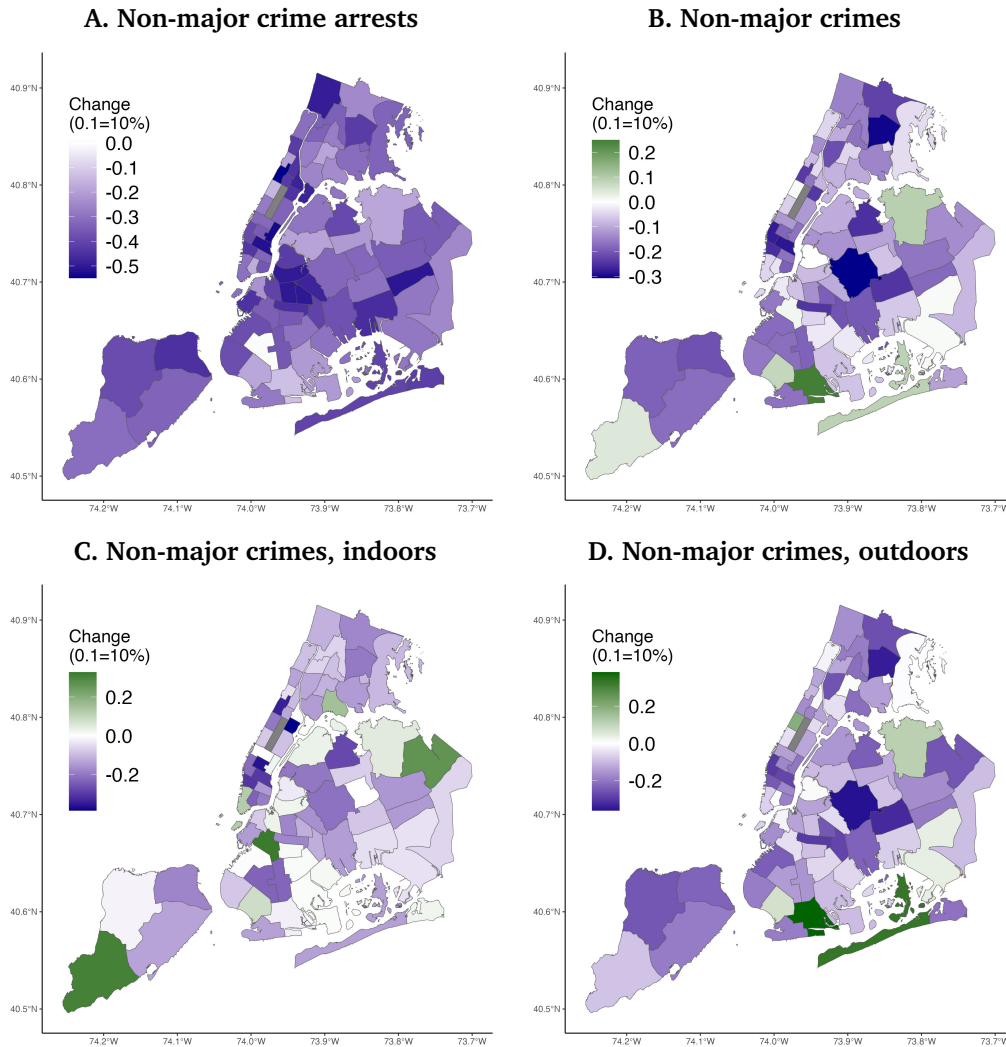 A. Non-major crime arrests
Change
(0.1=10%)
0.0
-0.1
-0.2
-0.3
-0.4
-0.5
40.9°N
40.8°N
40.7°N
40.6°N
40.5°N
74.2°W 74.1°W 74.0°W 73.9°W 73.8°W 73.7°W
B. Non-major crimes
Change
(0.1=10%)
0.2
0.1
0.0
-0.1
-0.2
-0.3
40.9°N
40.8°N
40.7°N
40.6°N
40.5°N
74.2°W 74.1°W 74.0°W 73.9°W 73.8°W 73.7°W
C. Non-major crimes, indoors
Change
(0.1=10%)
0.2
0.0
-0.2
40.9°N
40.8°N
40.7°N
40.6°N
40.5°N
74.2°W 74.1°W 74.0°W 73.9°W 73.8°W 73.7°W
D. Non-major crimes, outdoors
Change
(0.1=10%)
0.2
0.0
-0.2
40.9°N
40.8°N
40.7°N
40.6°N
40.5°N
74.2°W 74.1°W 74.0°W 73.9°W 73.8°W 73.7°W